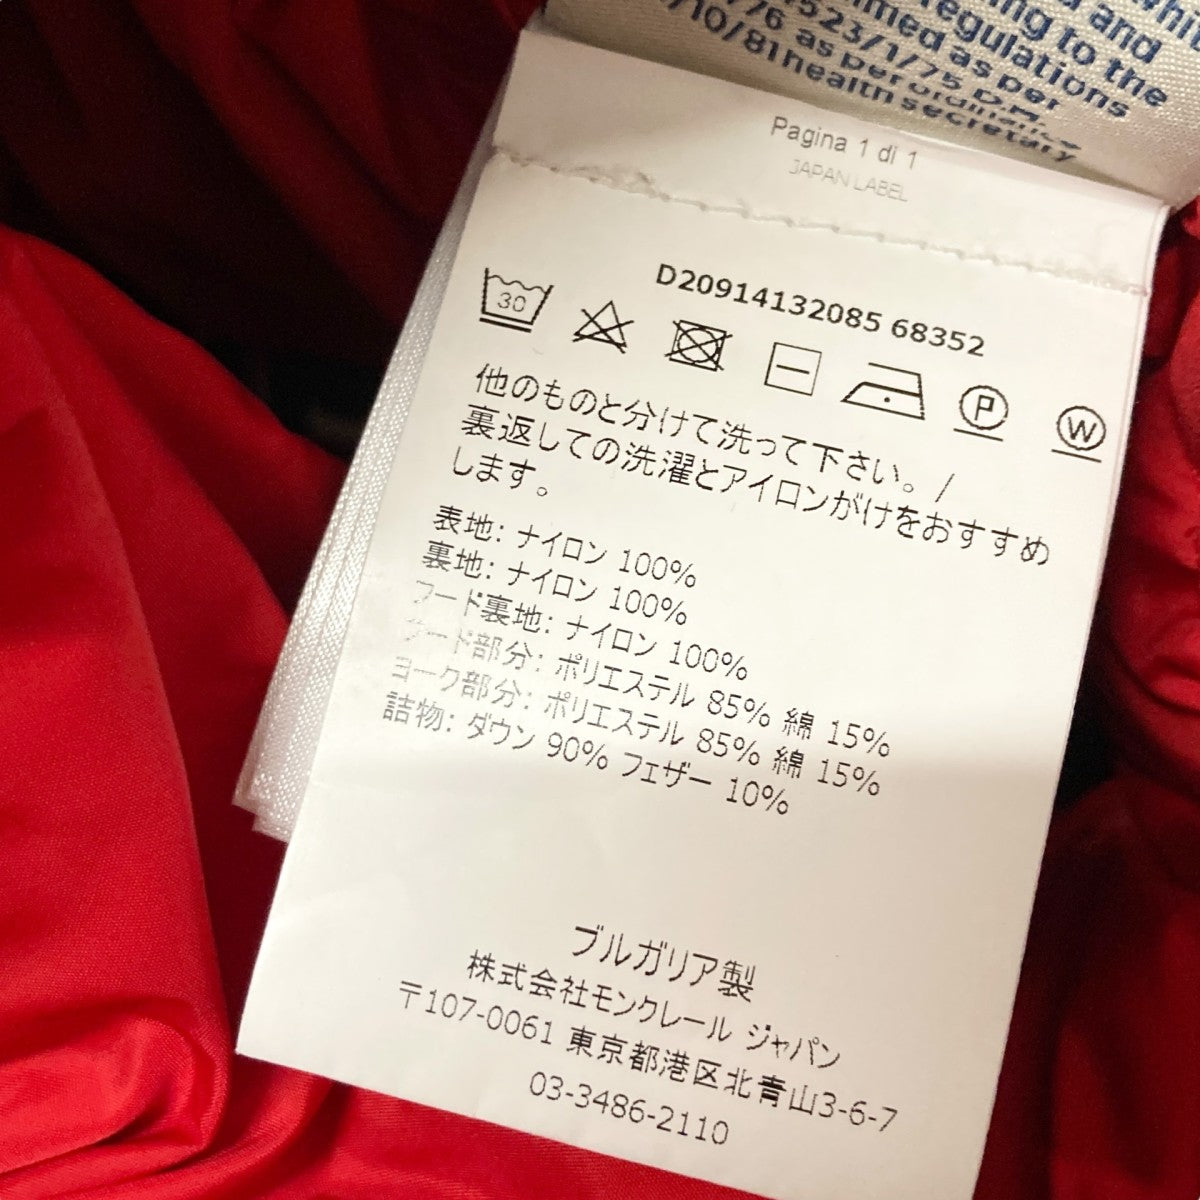 whit
and
ing to the
regulations
med as per
523/1/75 D.M.
76 as per ordinance
/10/81 health secretary
Pagina 1 di 1
JAPAN LABEL
D20914132085 68352
30
P
W
他のものと分けて洗って下さい。/
裏返しての洗濯とアイロンがけをおすすめ
します。
表地: ナイロン 100%
裏地: ナイロン 100%
フード裏地: ナイロン 100%
フード部分: ポリエステル 85% 綿 15%
ヨーク部分: ポリエステル 85% 綿 15%
詰物: ダウン 90% フェザー 10%
ブルガリア製
株式会社モンクレール ジャパン
〒107-0061 東京都港区北青山3-6-7
03-3486-2110